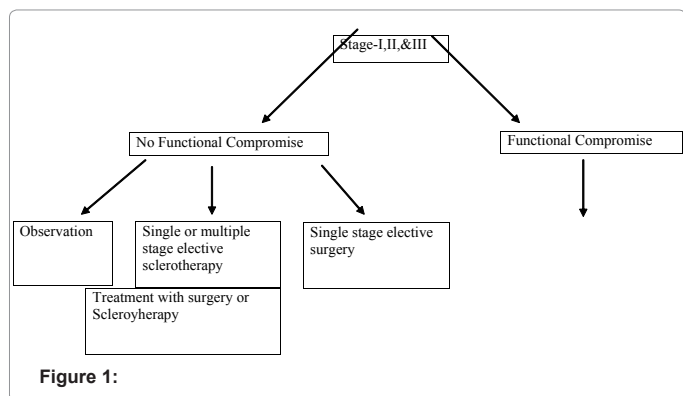 Stage-I,II,&III
No Functional Compromise
Functional Compromise
Observation
Single or multiple
stage elective
sclerotherapy
Single stage elective
surgery
Treatment with surgery or
Scleroyherapy
Figure 1: